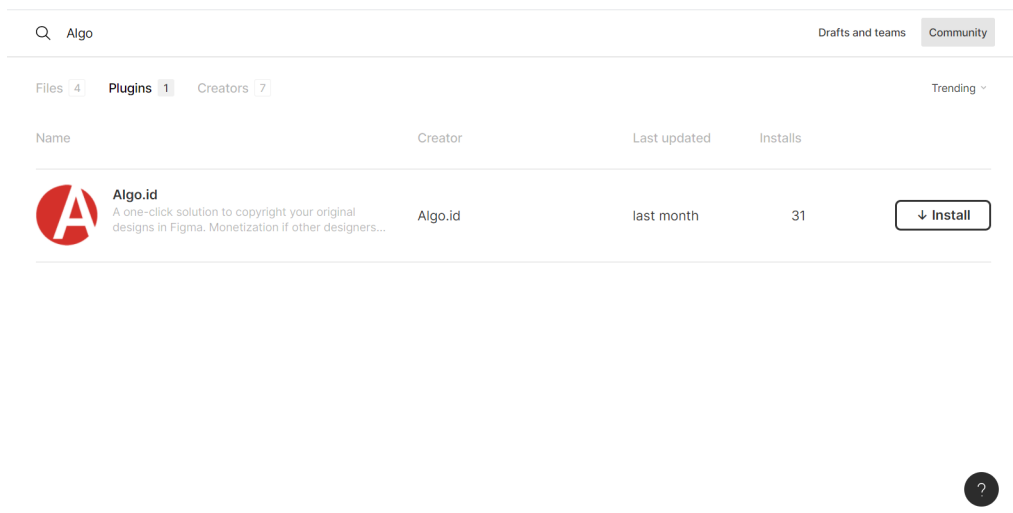 Algo
Drafts and teams
Community
Files 4
Plugins 1
Creators 7
Trending
Name
Creator
Last updated
Installs
Algo.id
A one-click solution to copyright your original
designs in Figma. Monetization if other designers...
Algo.id
last month
31
Install
?